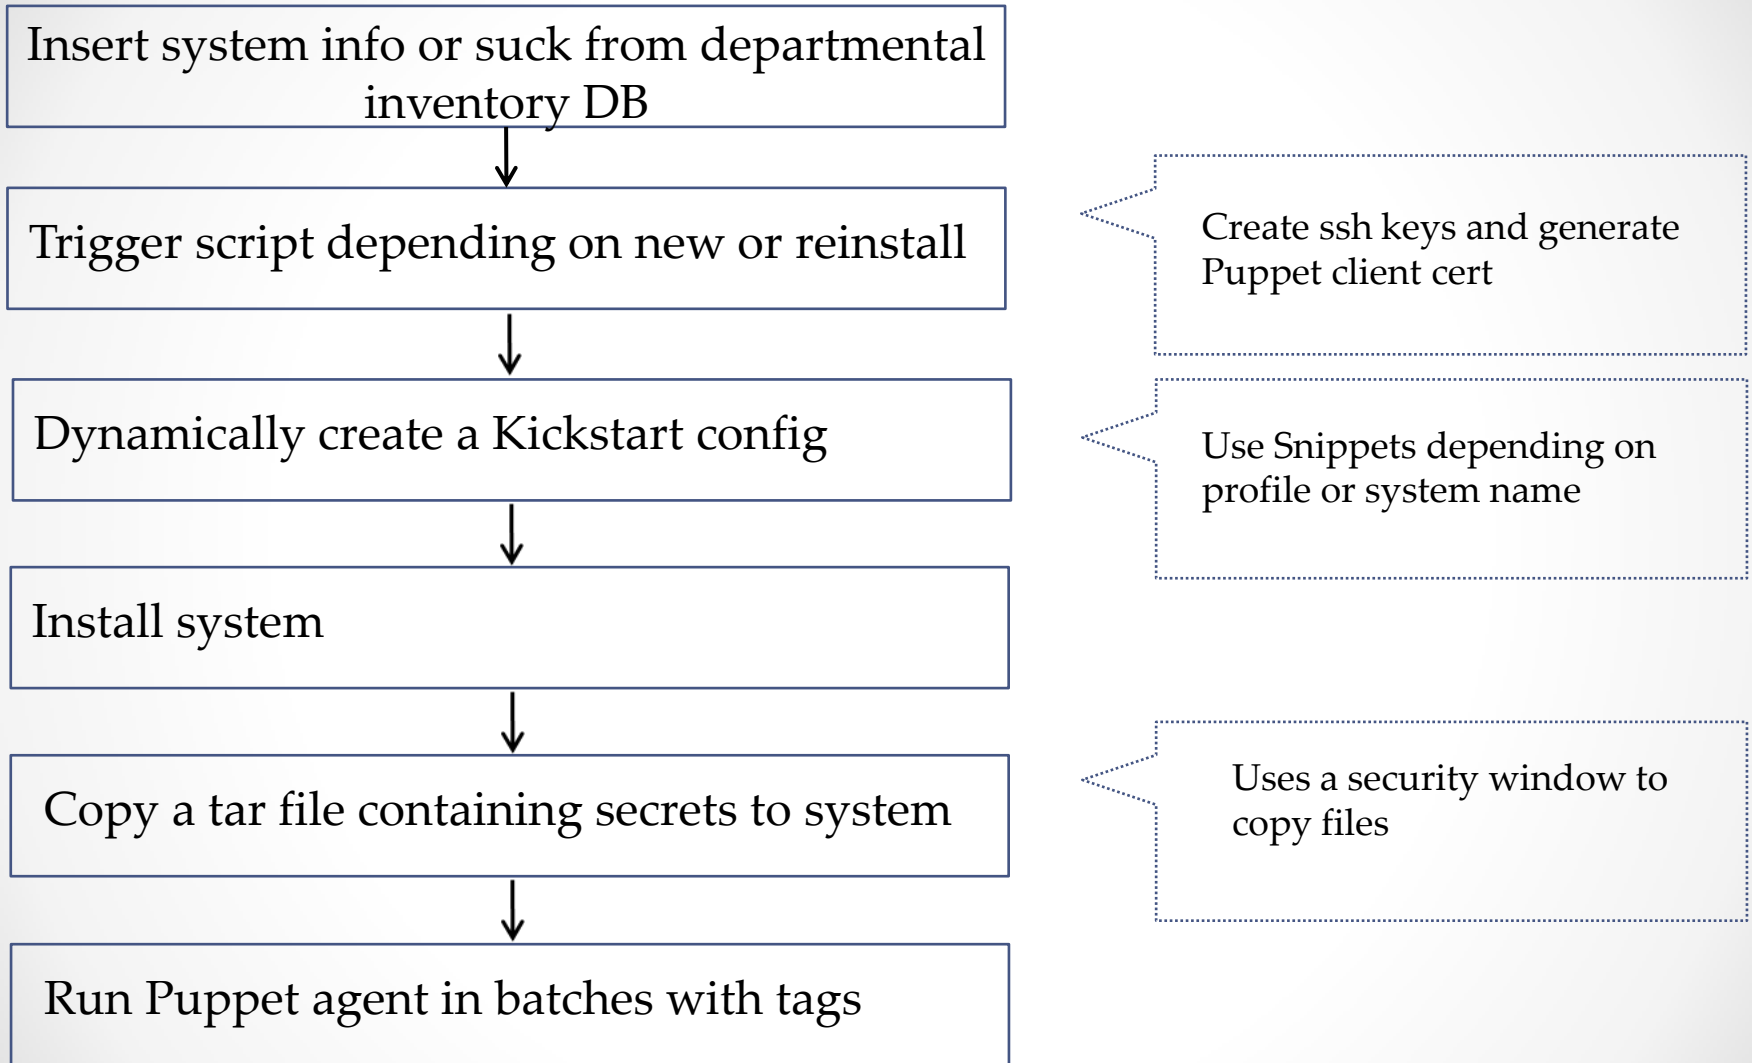 Insert system info or suck from departmental
inventory DB
Trigger script depending on new or reinstall
Create ssh keys and generate
Puppet client cert
Dynamically create a Kickstart config
Use Snippets depending on
profile or system name
Install system
Copy a tar file containing secrets to system
Uses a security window to
copy files
Run Puppet agent in batches with tags